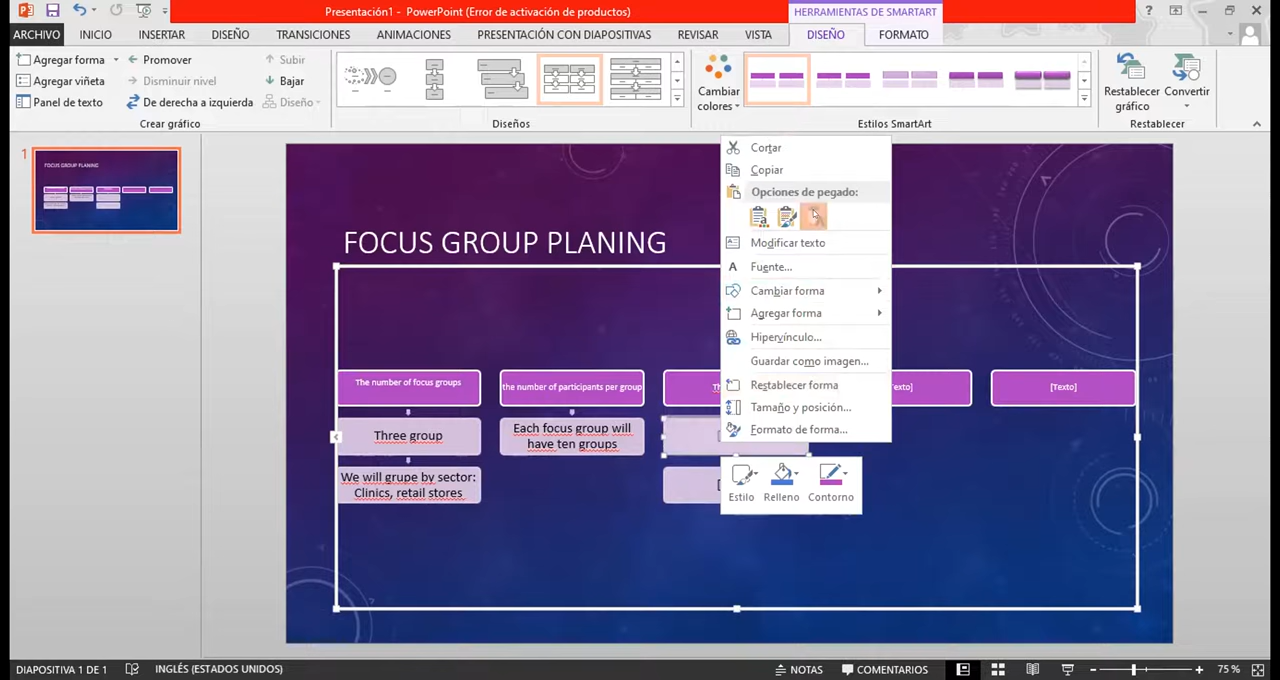 Presentación1 - PowerPoint (Error de activación de productos)
HERRAMIENTAS DE SMARTART
?
ARCHIVO
INICIO
INSERTAR
DISEÑO
TRANSICIONES
ANIMACIONES
PRESENTACIÓN CON DIAPOSITIVAS
REVISAR
VISTA
DISEÑO
FORMATO
Agregar forma
Promover
Subir
Agregar viñeta
Disminuir nivel
Bajar
Panel de texto
De derecha a izquierda
Diseño
Cambiar
colores
Restablecer
gráfico
Convertir
Crear gráfico
Diseños
Estilos SmartArt
Restablecer
1
FOCUS GROUP PLANING
Cortar
Copiar
Opciones de pegado:
Modificar texto
Fuente...
Cambiar forma
Agregar forma
Hipervínculo...
Guardar como imagen...
Restablecer forma
Tamaño y posición...
Formato de forma...
Estilo
Relleno
Contorno
FOCUS GROUP PLANING
The number of focus groups
the number of participants per group
[Texto]
Three group
Each focus group will
have ten groups
We will grupe by sector:
Clinics, retail stores
DIAPOSITIVA 1 DE 1
INGLÉS (ESTADOS UNIDOS)
NOTAS
COMENTARIOS
75 %